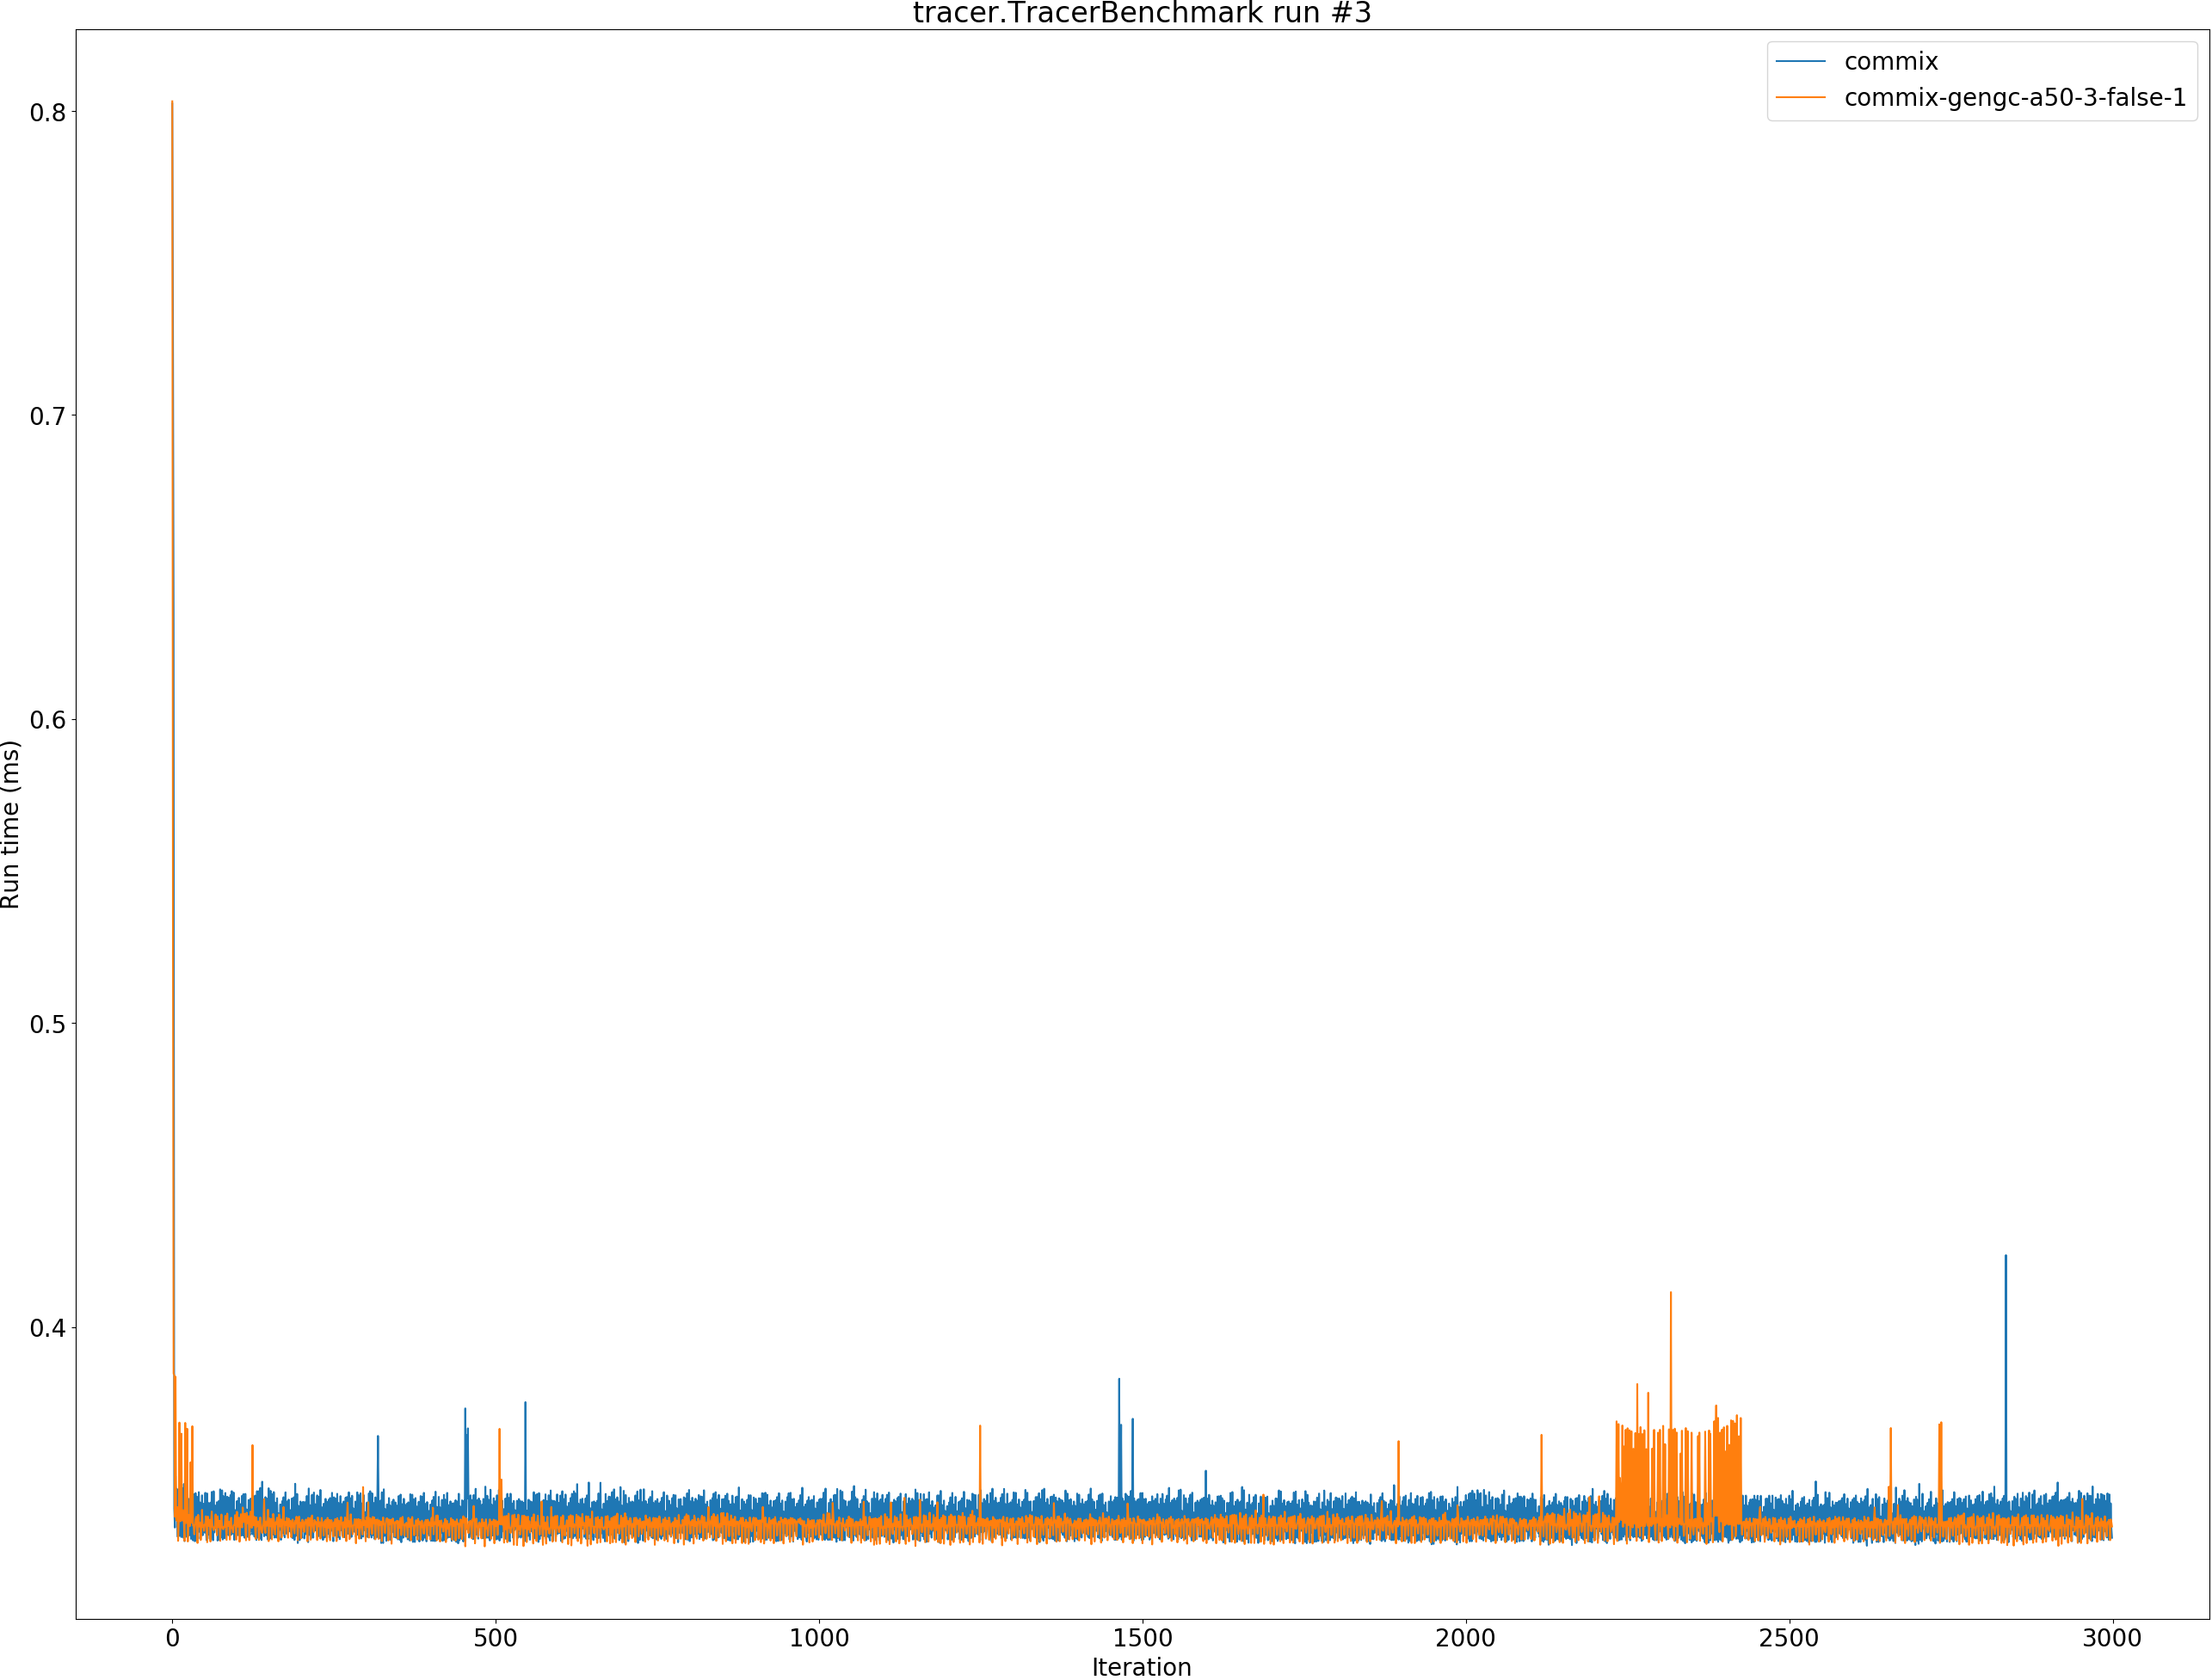 tracer.TracerBenchmark run #3
commix
commix-gengc-a50-3-false-1
Run time (ms)
0.8
0.7
0.6
0.5
0.4
0 500 1000 1500 2000 2500 3000
Iteration